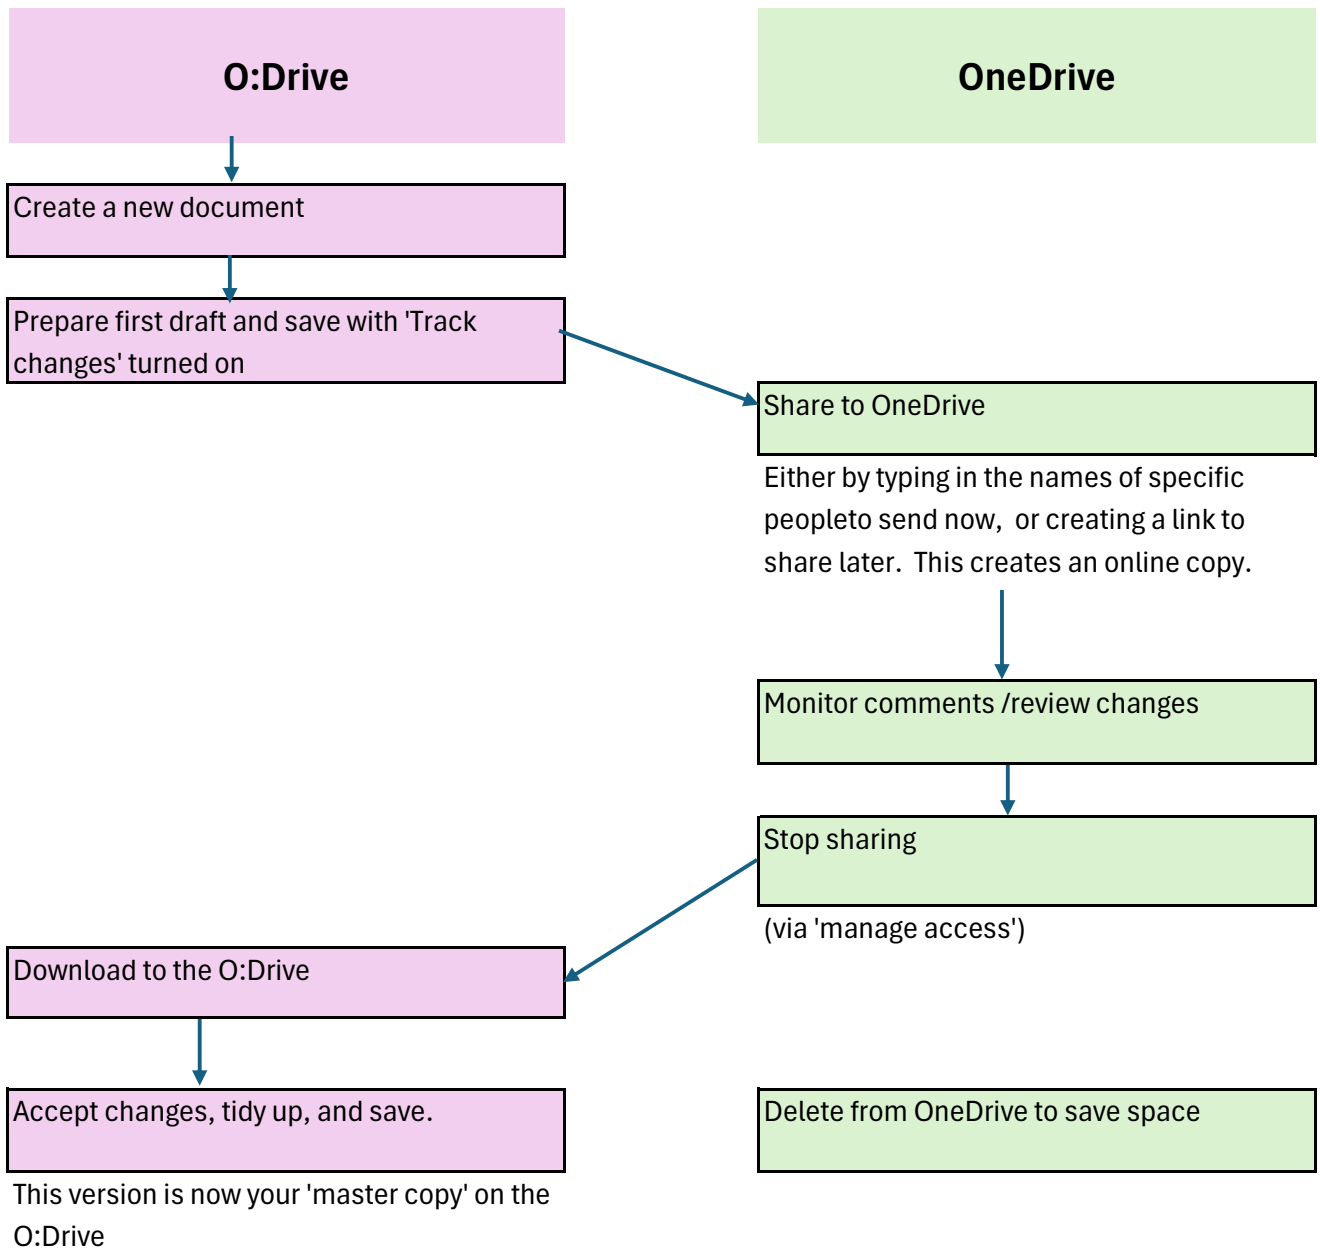 O:Drive
OneDrive
Create a new document
Prepare first draft and save with 'Track
changes' turned on
Share to OneDrive
Either by typing in the names of specific
peopleto send now,  or creating a link to
share later.  This creates an online copy.
Monitor comments /review changes
Stop sharing
(via 'manage access')
Download to the O:Drive
Accept changes, tidy up, and save.
Delete from OneDrive to save space
This version is now your 'master copy' on the
O:Drive